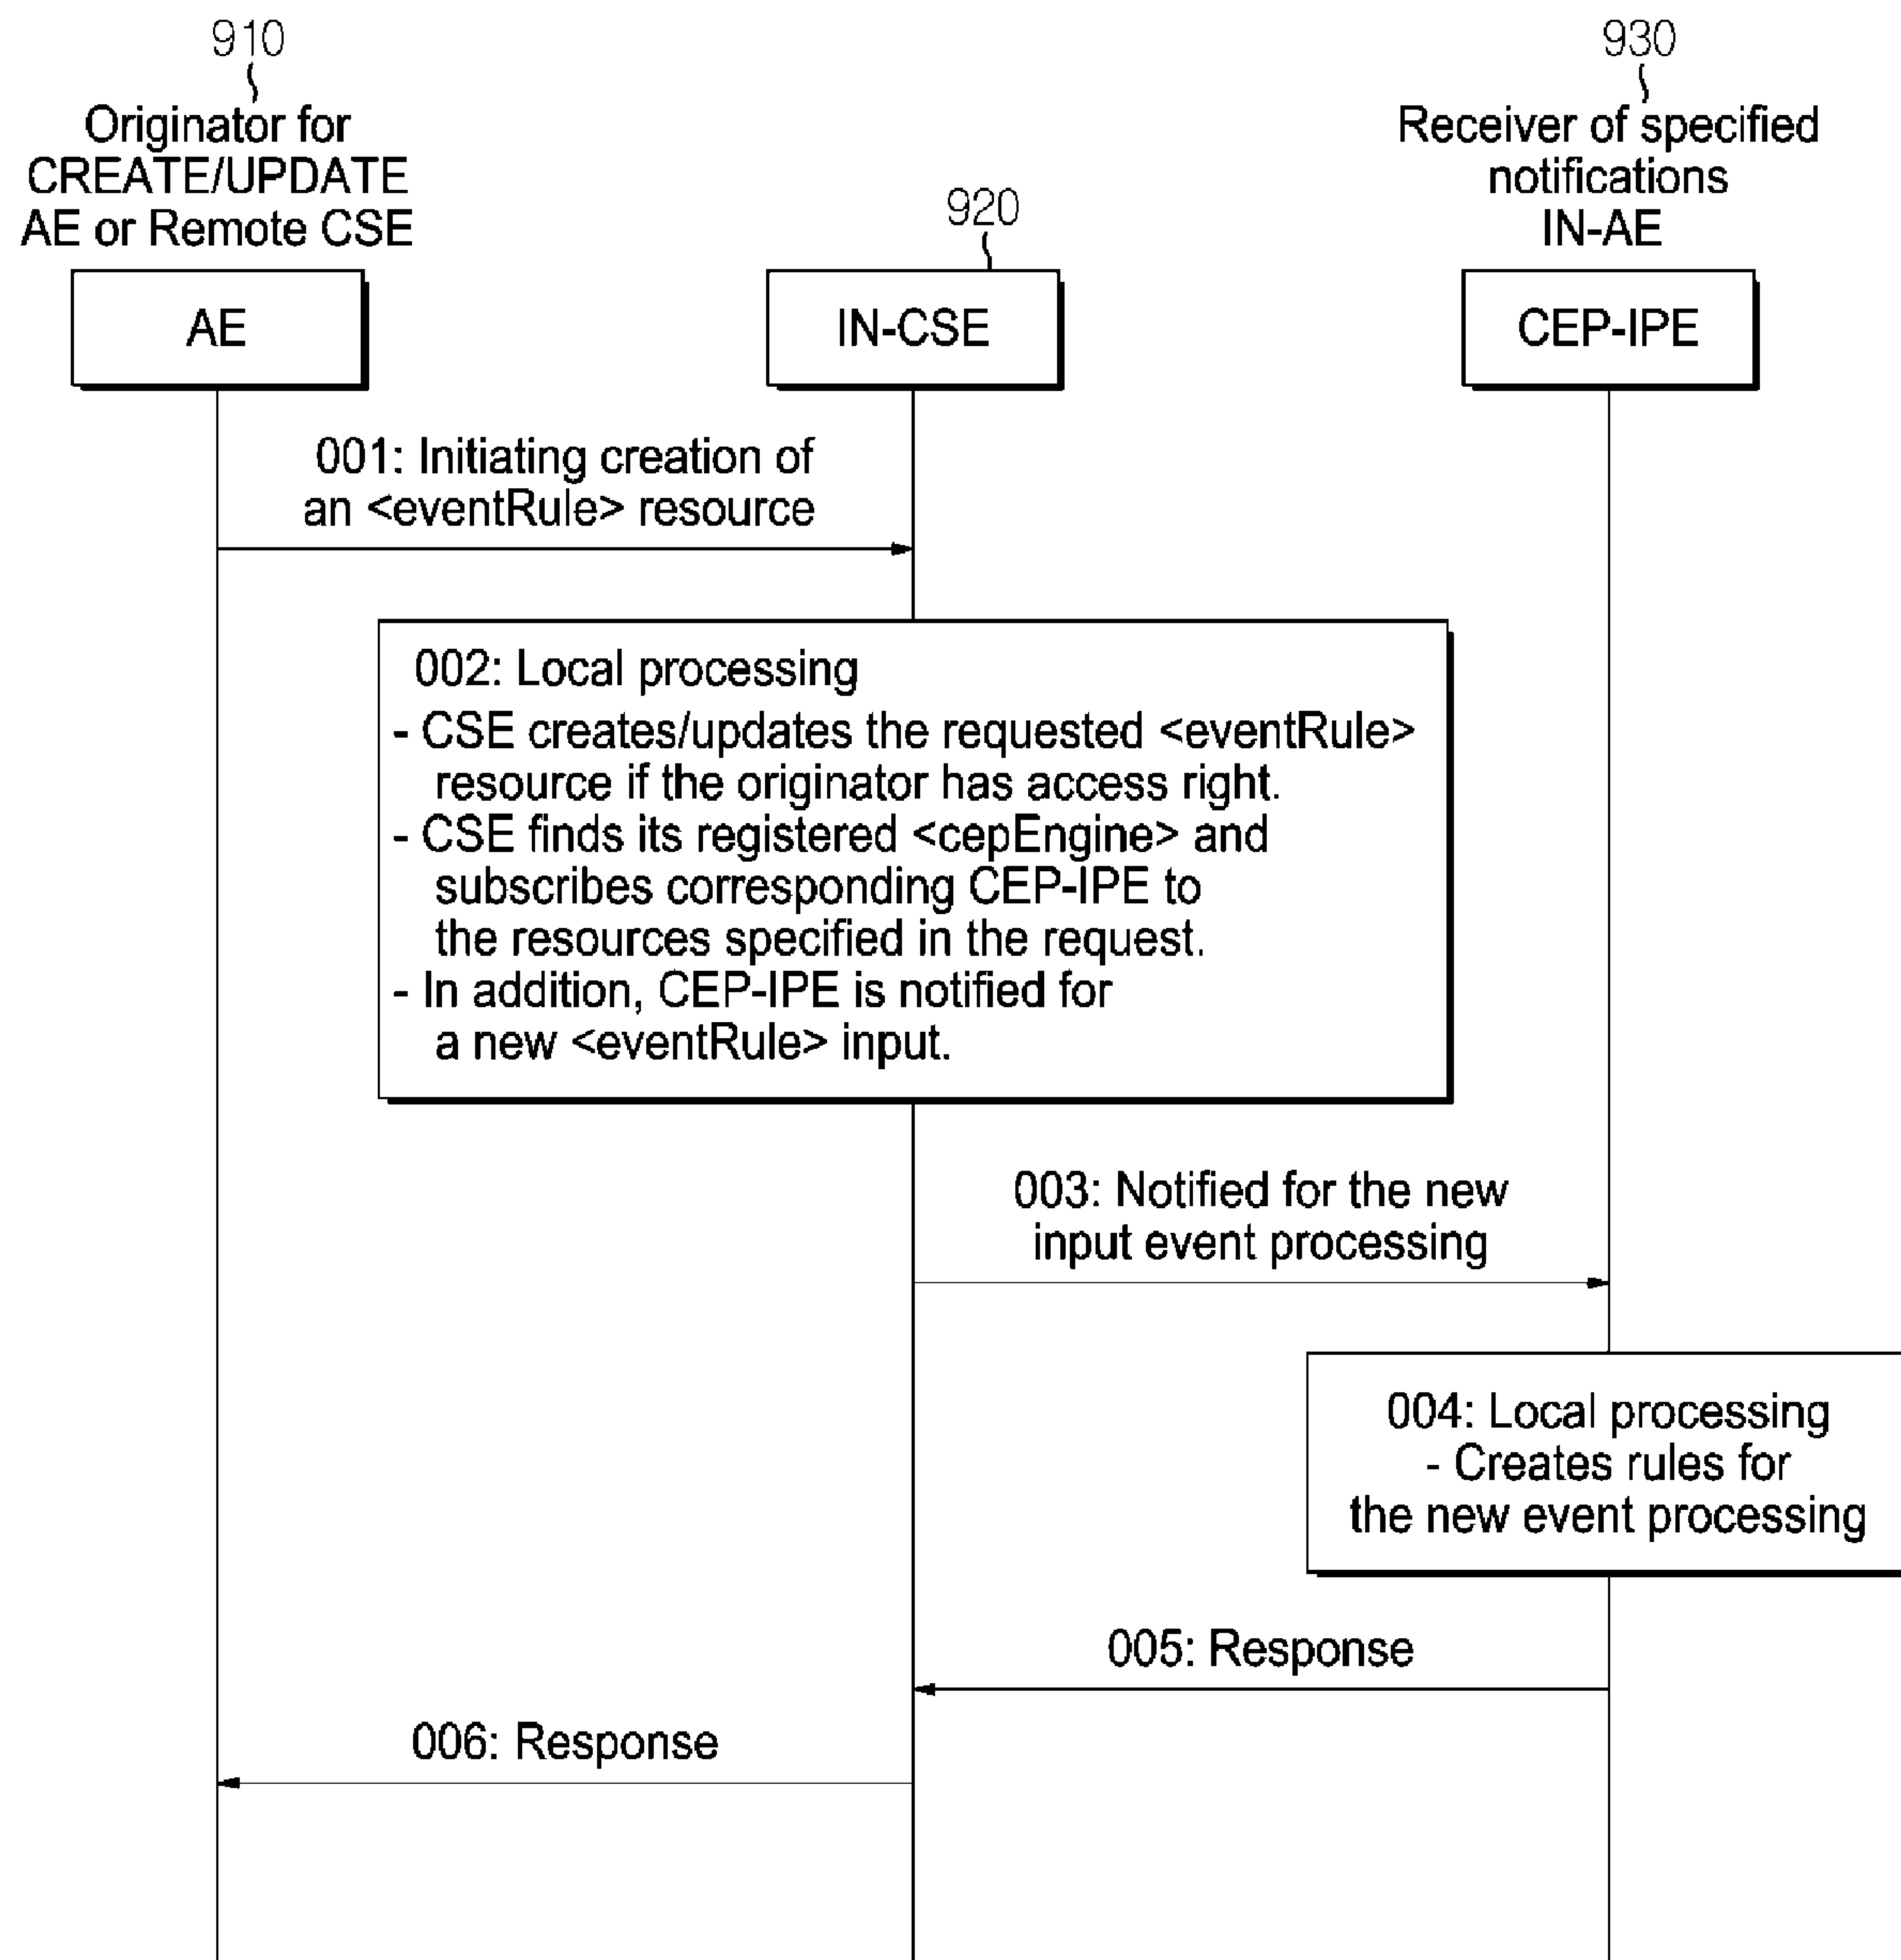 910
Originator for
CREATE/UPDATE
AE or Remote CSE
AE
920
IN-CSE
930
Receiver of specified
notifications
IN-AE
CEP-IPE
001: Initiating creation of
an <eventRule> resource
002: Local processing
- CSE creates/updates the requested <eventRule>
resource if the originator has access right.
- CSE finds its registered <cepEngine> and
subscribes corresponding CEP-IPE to
the resources specified in the request.
- In addition, CEP-IPE is notified for
a new <eventRule> input.
003: Notified for the new
input event processing
004: Local processing
- Creates rules for
the new event processing
005: Response
006: Response